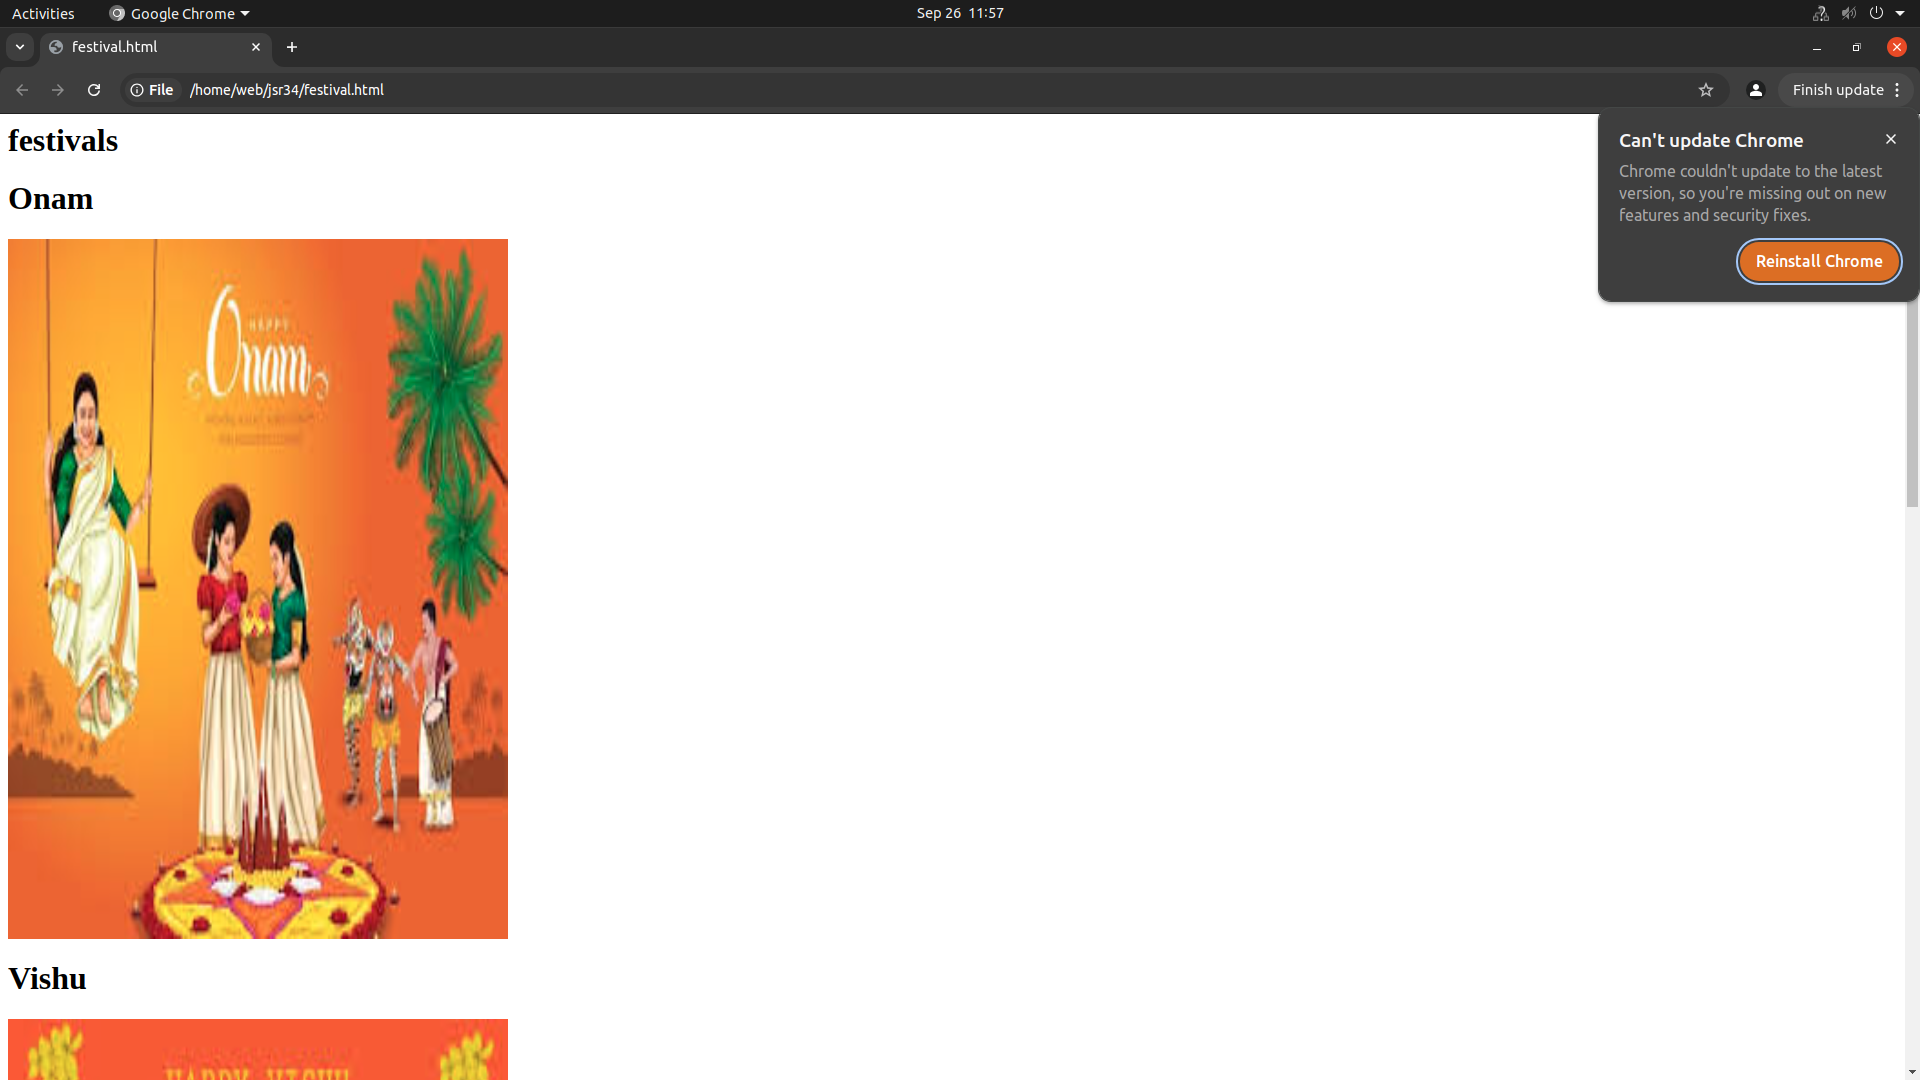 Activities
Google Chrome
Sep 26 11:57
festival.html
File
/home/web/jsr34/festival.html
Finish update
Can't update Chrome
Chrome couldn't update to the latest
version, so you're missing out on new
features and security fixes.
Reinstall Chrome
festivals
Onam
HAPPY
Onam
Vishu
HAPPY VISHU